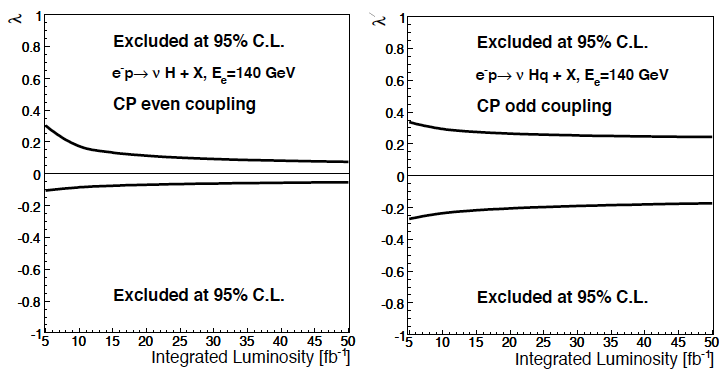 λ
1
0.8
0.6
0.4
0.2
0
-0.2
-0.4
-0.6
-0.8
-1
Excluded at 95% C.L.
e⁻p→ ν H + X, Eₑ=140 GeV
CP even coupling
Excluded at 95% C.L.
5 10 15 20 25 30 35 40 45 50
Integrated Luminosity [fb⁻¹]
λ′
1
0.8
0.6
0.4
0.2
0
-0.2
-0.4
-0.6
-0.8
-1
Excluded at 95% C.L.
e⁻p→ ν Hq + X, Eₑ=140 GeV
CP odd coupling
Excluded at 95% C.L.
5 10 15 20 25 30 35 40 45 50
Integrated Luminosity [fb⁻¹]